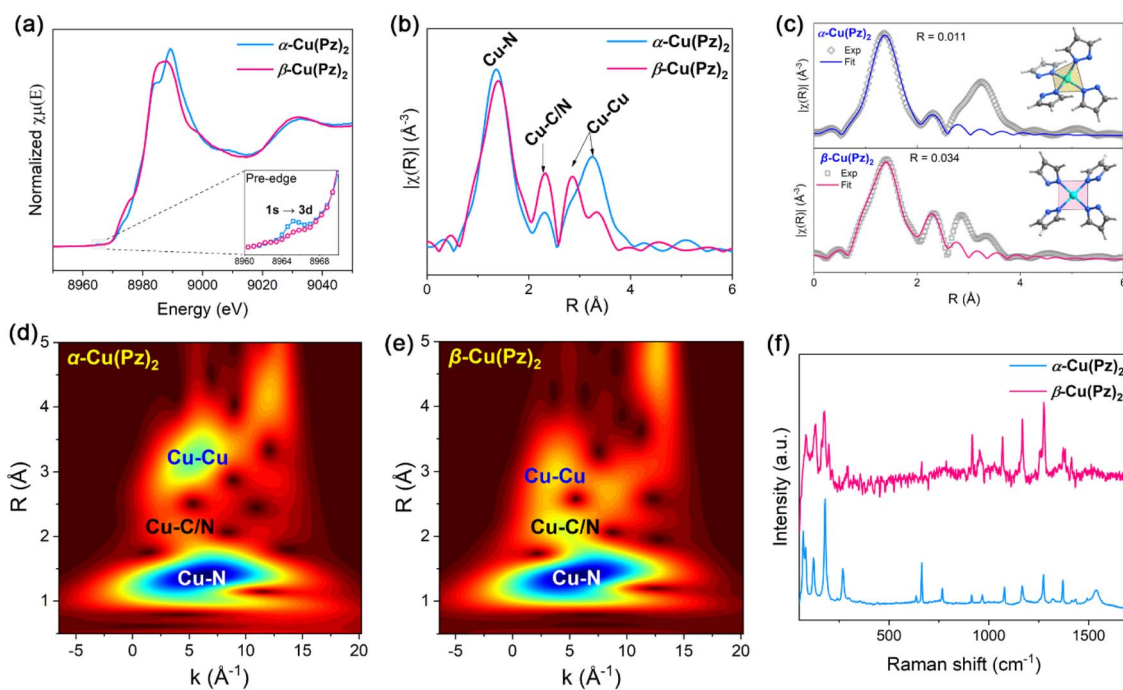 (a)
α-Cu(Pz)2
β-Cu(Pz)2
Normalized χμ(E)
Pre-edge
1s → 3d
8960 8964 8968
8960 8980 9000 9020 9040
Energy (eV)
(b)
α-Cu(Pz)2
β-Cu(Pz)2
Cu-N
Cu-C/N
Cu-Cu
|χ(R)| (Å-3)
0 2 4 6
R (Å)
(c)
α-Cu(Pz)2
R = 0.011
Exp
Fit
|χ(R)| (Å-3)
β-Cu(Pz)2
R = 0.034
Exp
Fit
|χ(R)| (Å-3)
0 2 4 6
R (Å)
(d)
α-Cu(Pz)2
Cu-Cu
Cu-C/N
Cu-N
R (Å)
5
4
3
2
1
-5 0 5 10 15 20
k (Å-1)
(e)
β-Cu(Pz)2
Cu-Cu
Cu-C/N
Cu-N
R (Å)
5
4
3
2
1
-5 0 5 10 15 20
k (Å-1)
(f)
α-Cu(Pz)2
β-Cu(Pz)2
Intensity (a.u.)
500 1000 1500
Raman shift (cm-1)